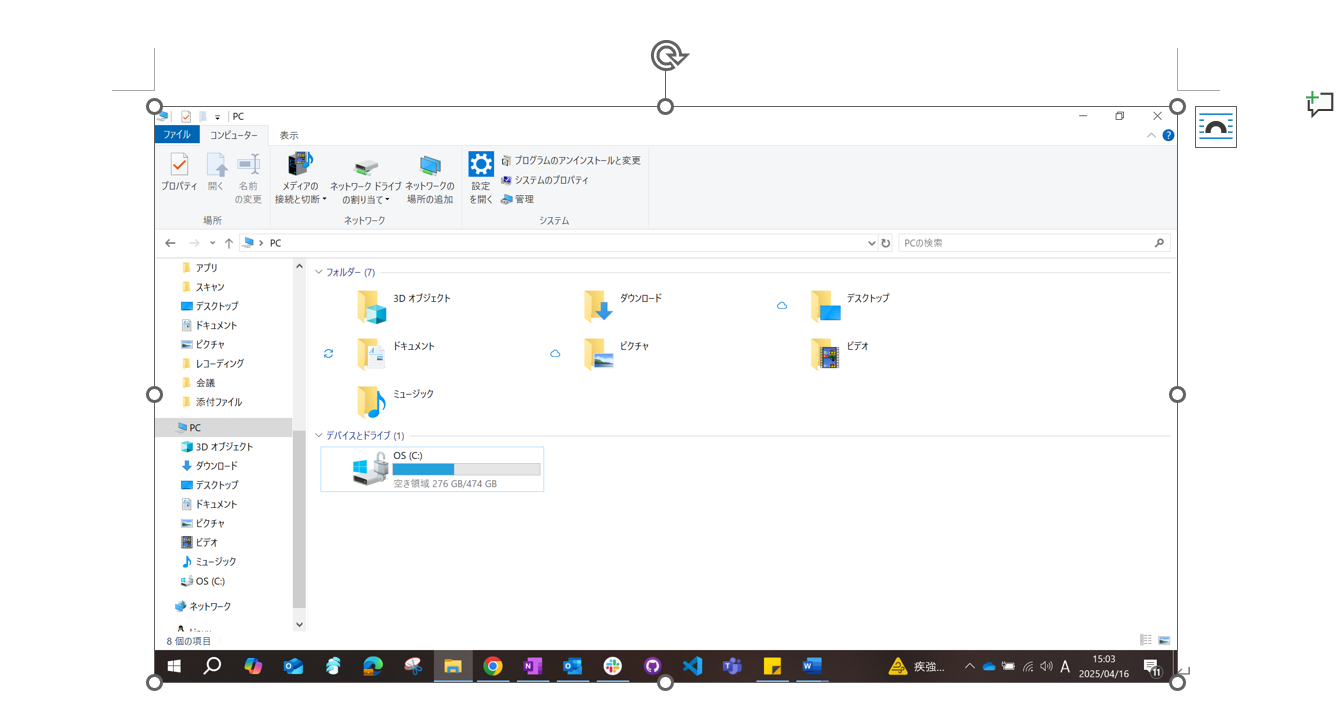 PC
ファイル コンピューター 表示
プロパティ 開く 名前の変更 メディアの接続と切断 ネットワーク ドライブの割り当て ネットワークの場所の追加 設定を開く プログラムのアンインストールと変更
システムのプロパティ
管理
場所 ネットワーク システム
PC PCの検索
アプリ
スキャン
デスクトップ
ドキュメント
ピクチャ
レコーディング
会議
添付ファイル
PC
3D オブジェクト
ダウンロード
デスクトップ
ドキュメント
ピクチャ
ビデオ
ミュージック
OS (C:)
ネットワーク
フォルダー (7)
3D オブジェクト ダウンロード デスクトップ
ドキュメント ピクチャ ビデオ
ミュージック
デバイスとドライブ (1)
OS (C:)
空き領域 276 GB/474 GB
8 個の項目
疾強... A 15:03
2025/04/16
11